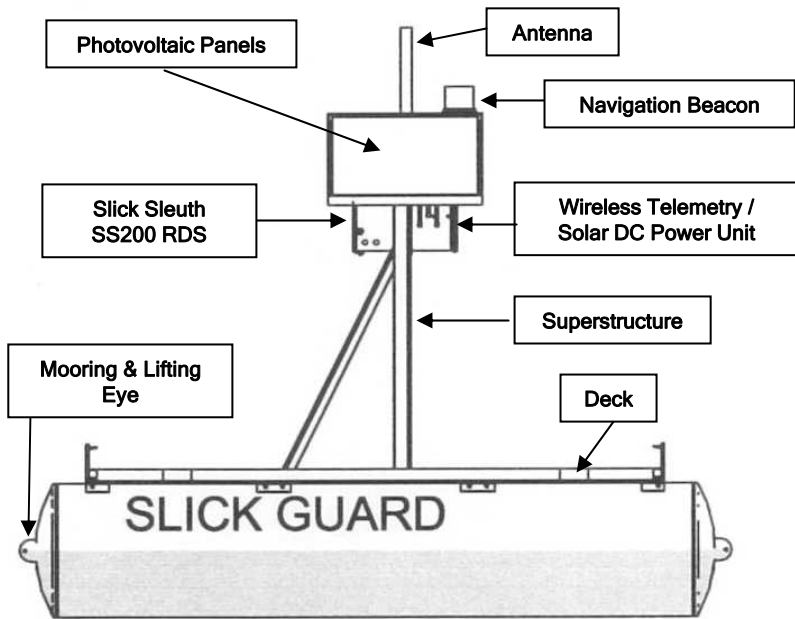 Photovoltaic Panels
Antenna
Navigation Beacon
Slick Sleuth
SS200 RDS
Wireless Telemetry /
Solar DC Power Unit
Superstructure
Mooring & Lifting
Eye
Deck
SLICK GUARD